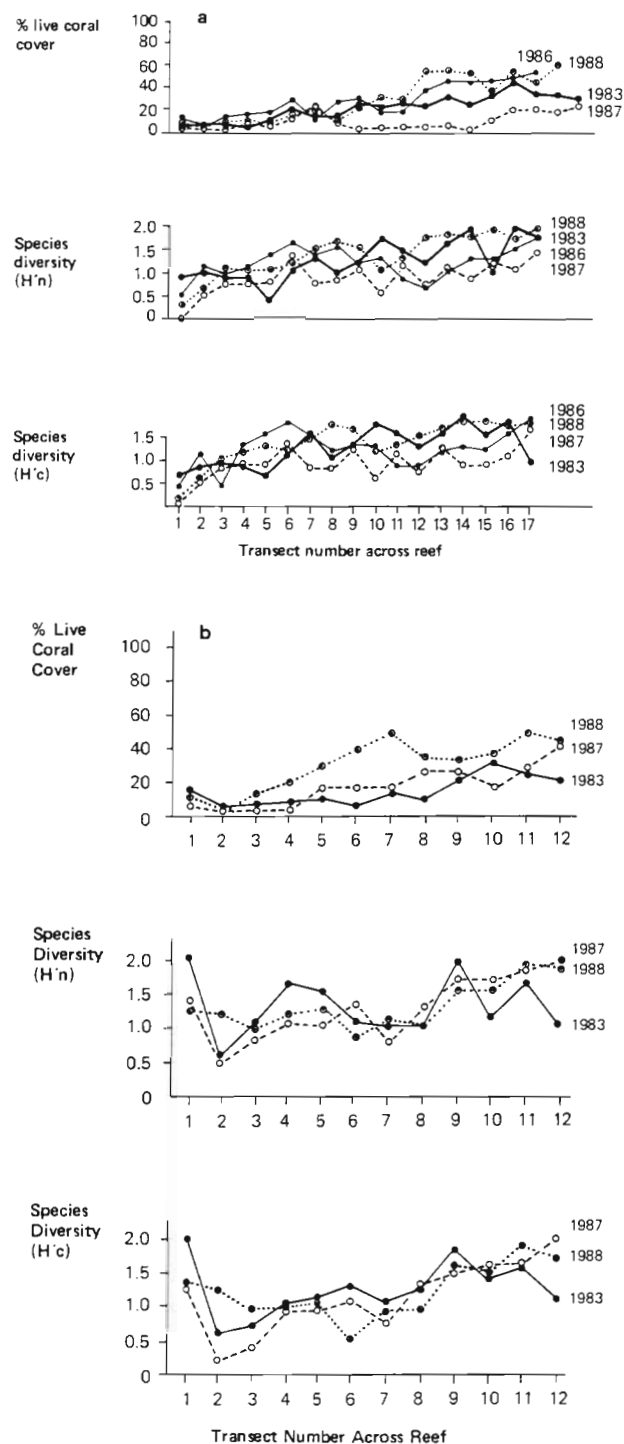 a
% live coral
cover
100
80
60
40
20
0
1986
1988
1983
1987
Species
diversity
(H'n)
2.0
1.5
1.0
0.5
0
1988
1983
1986
1987
Species
diversity
(H'c)
1.5
1.0
0.5
1986
1988
1987
1983
1 2 3 4 5 6 7 8 9 10 11 12 13 14 15 16 17
Transect number across reef
b
% Live
Coral
Cover
100
80
60
40
20
0
1988
1987
1983
1 2 3 4 5 6 7 8 9 10 11 12
Species
Diversity
(H'n)
2.0
1.5
1.0
0.5
0
1987
1988
1983
1 2 3 4 5 6 7 8 9 10 11 12
Species
Diversity
(H'c)
2.0
1.5
1.0
0.5
0
1987
1988
1983
1 2 3 4 5 6 7 8 9 10 11 12
Transect Number Across Reef